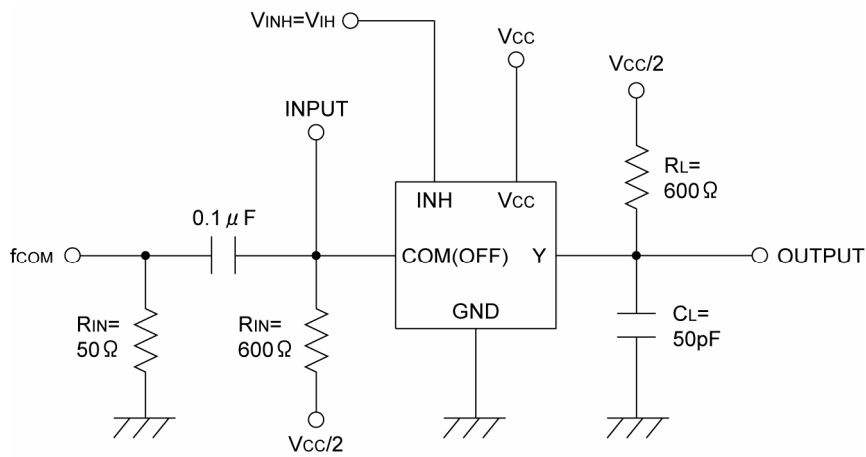 VINH=VIH
VCC
VCC/2
INPUT
RL=
600Ω
INH
VCC
0.1μF
fCOM
COM(OFF)
Y
OUTPUT
GND
RIN=
50Ω
RIN=
600Ω
CL=
50pF
VCC/2